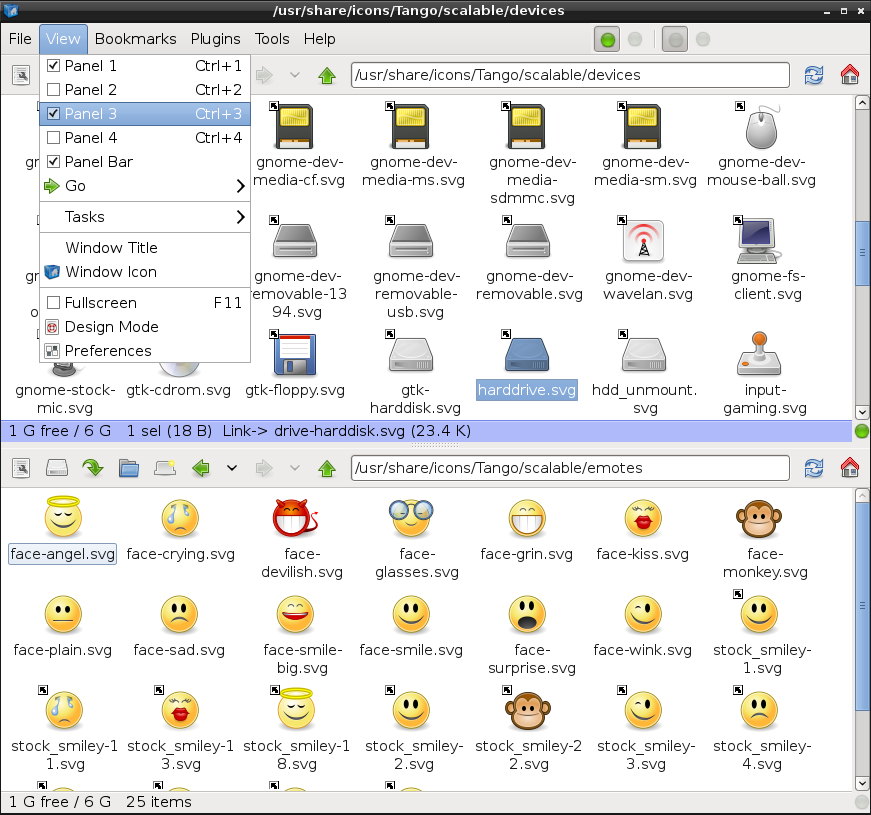 /usr/share/icons/Tango/scalable/devices
File View Bookmarks Plugins Tools Help
Panel 1 Ctrl+1
Panel 2 Ctrl+2
Panel 3 Ctrl+3
Panel 4 Ctrl+4
Panel Bar
Go
Tasks
Window Title
Window Icon
Fullscreen F11
Design Mode
Preferences
/usr/share/icons/Tango/scalable/devices
gnome-dev-
media-cf.svg
gnome-dev-
media-ms.svg
gnome-dev-
media-
sdmmc.svg
gnome-dev-
media-sm.svg
gnome-dev-
mouse-ball.svg
gnome-dev-
removable-13
94.svg
gnome-dev-
removable-
usb.svg
gnome-dev-
removable.svg
gnome-dev-
wavelan.svg
gnome-fs-
client.svg
gnome-stock-
mic.svg
gtk-cdrom.svg
gtk-floppy.svg
gtk-
harddisk.svg
harddrive.svg
hdd_unmount.
svg
input-
gaming.svg
1 G free / 6 G 1 sel (18 B) Link-> drive-harddisk.svg (23.4 K)
/usr/share/icons/Tango/scalable/emotes
face-angel.svg
face-crying.svg
face-
devilish.svg
face-
glasses.svg
face-grin.svg
face-kiss.svg
face-
monkey.svg
face-plain.svg
face-sad.svg
face-smile-
big.svg
face-smile.svg
face-
surprise.svg
face-wink.svg
stock_smiley-
1.svg
stock_smiley-1
1.svg
stock_smiley-1
3.svg
stock_smiley-1
8.svg
stock_smiley-
2.svg
stock_smiley-2
2.svg
stock_smiley-
3.svg
stock_smiley-
4.svg
1 G free / 6 G 25 items